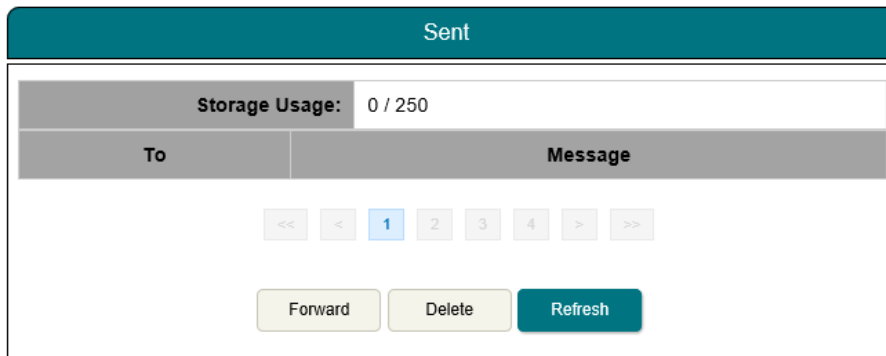 Sent
Storage Usage: 0 / 250
To Message
<< < 1 2 3 4 > >>
Forward Delete Refresh